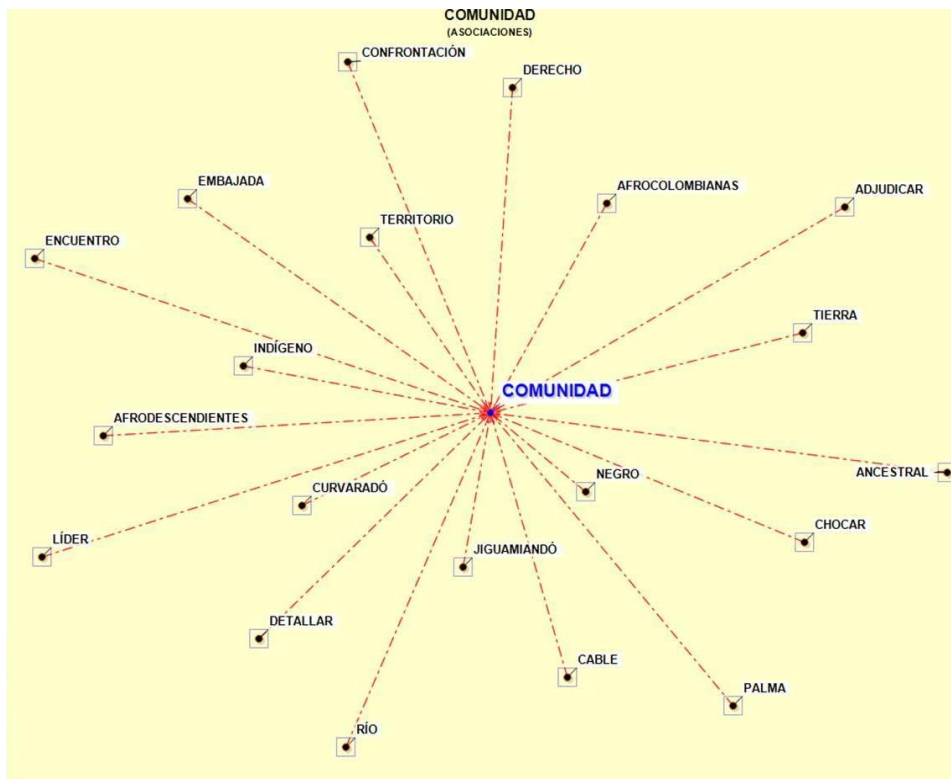 COMUNIDAD
(ASOCIACIONES)
CONFRONTACIÓN
DERECHO
EMBAJADA
AFROCOLOMBIANAS
ADJUDICAR
TERRITORIO
ENCUENTRO
TIERRA
INDÍGENO
COMUNIDAD
AFRODESCENDIENTES
ANCESTRAL
NEGRO
CURVARADÓ
CHOCAR
LÍDER
JIGUAMIANDÓ
DETALLAR
CABLE
PALMA
RÍO